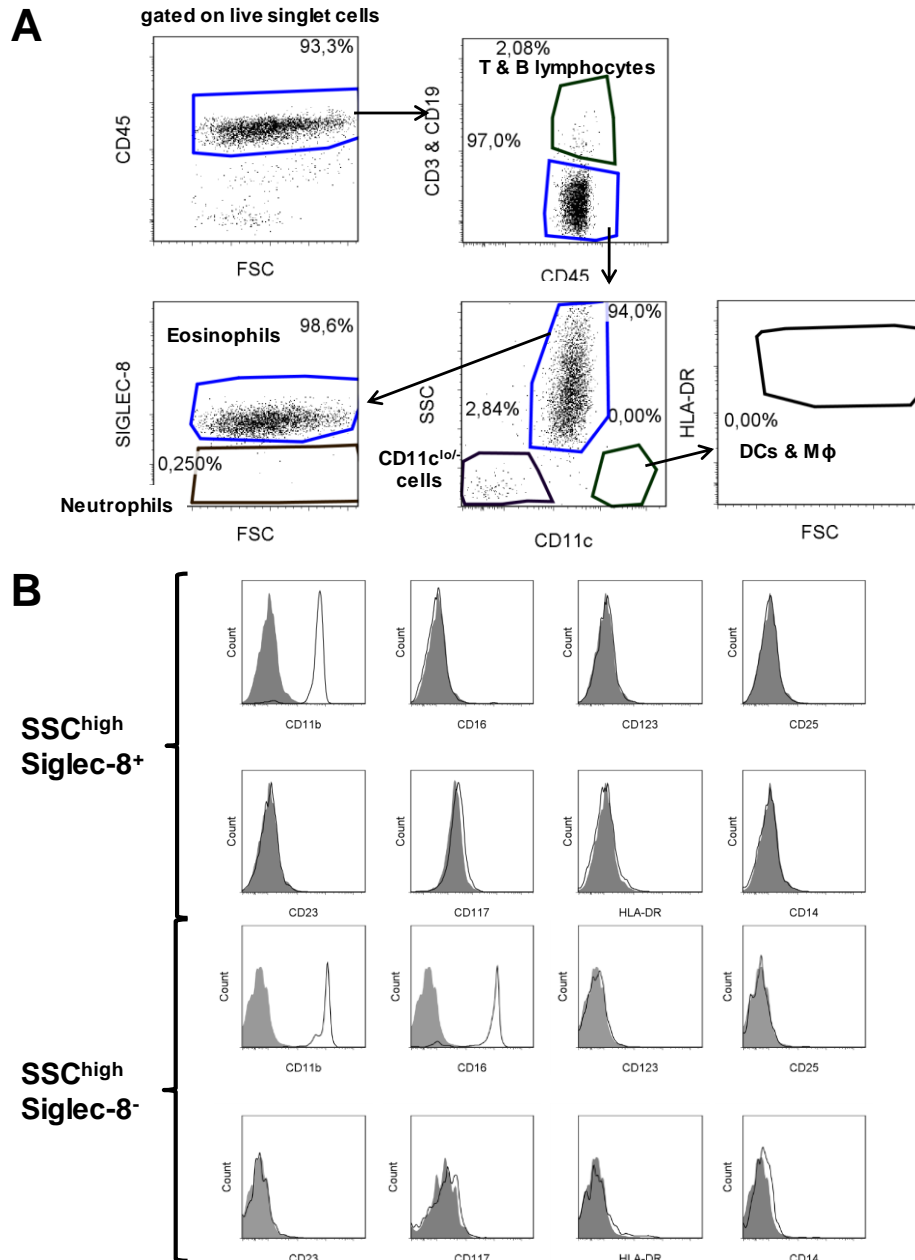 A
gated on live singlet cells
93,3%
CD45
FSC
2,08%
T & B lymphocytes
97,0%
CD3 & CD19
CD45
Eosinophils
98,6%
SIGLEC-8
0,250%
Neutrophils
FSC
94,0%
SSC
2,84%
0,00%
CD11c lo/-
cells
CD11c
HLA-DR
0,00%
DCs & Mϕ
FSC
B
SSChigh
Siglec-8+
Count
CD11b
Count
CD16
Count
CD123
Count
CD25
Count
CD23
Count
CD117
Count
HLA-DR
Count
CD14
SSChigh
Siglec-8-
Count
CD11b
Count
CD16
Count
CD123
Count
CD25
Count
CD23
Count
CD117
Count
HLA-DR
Count
CD14